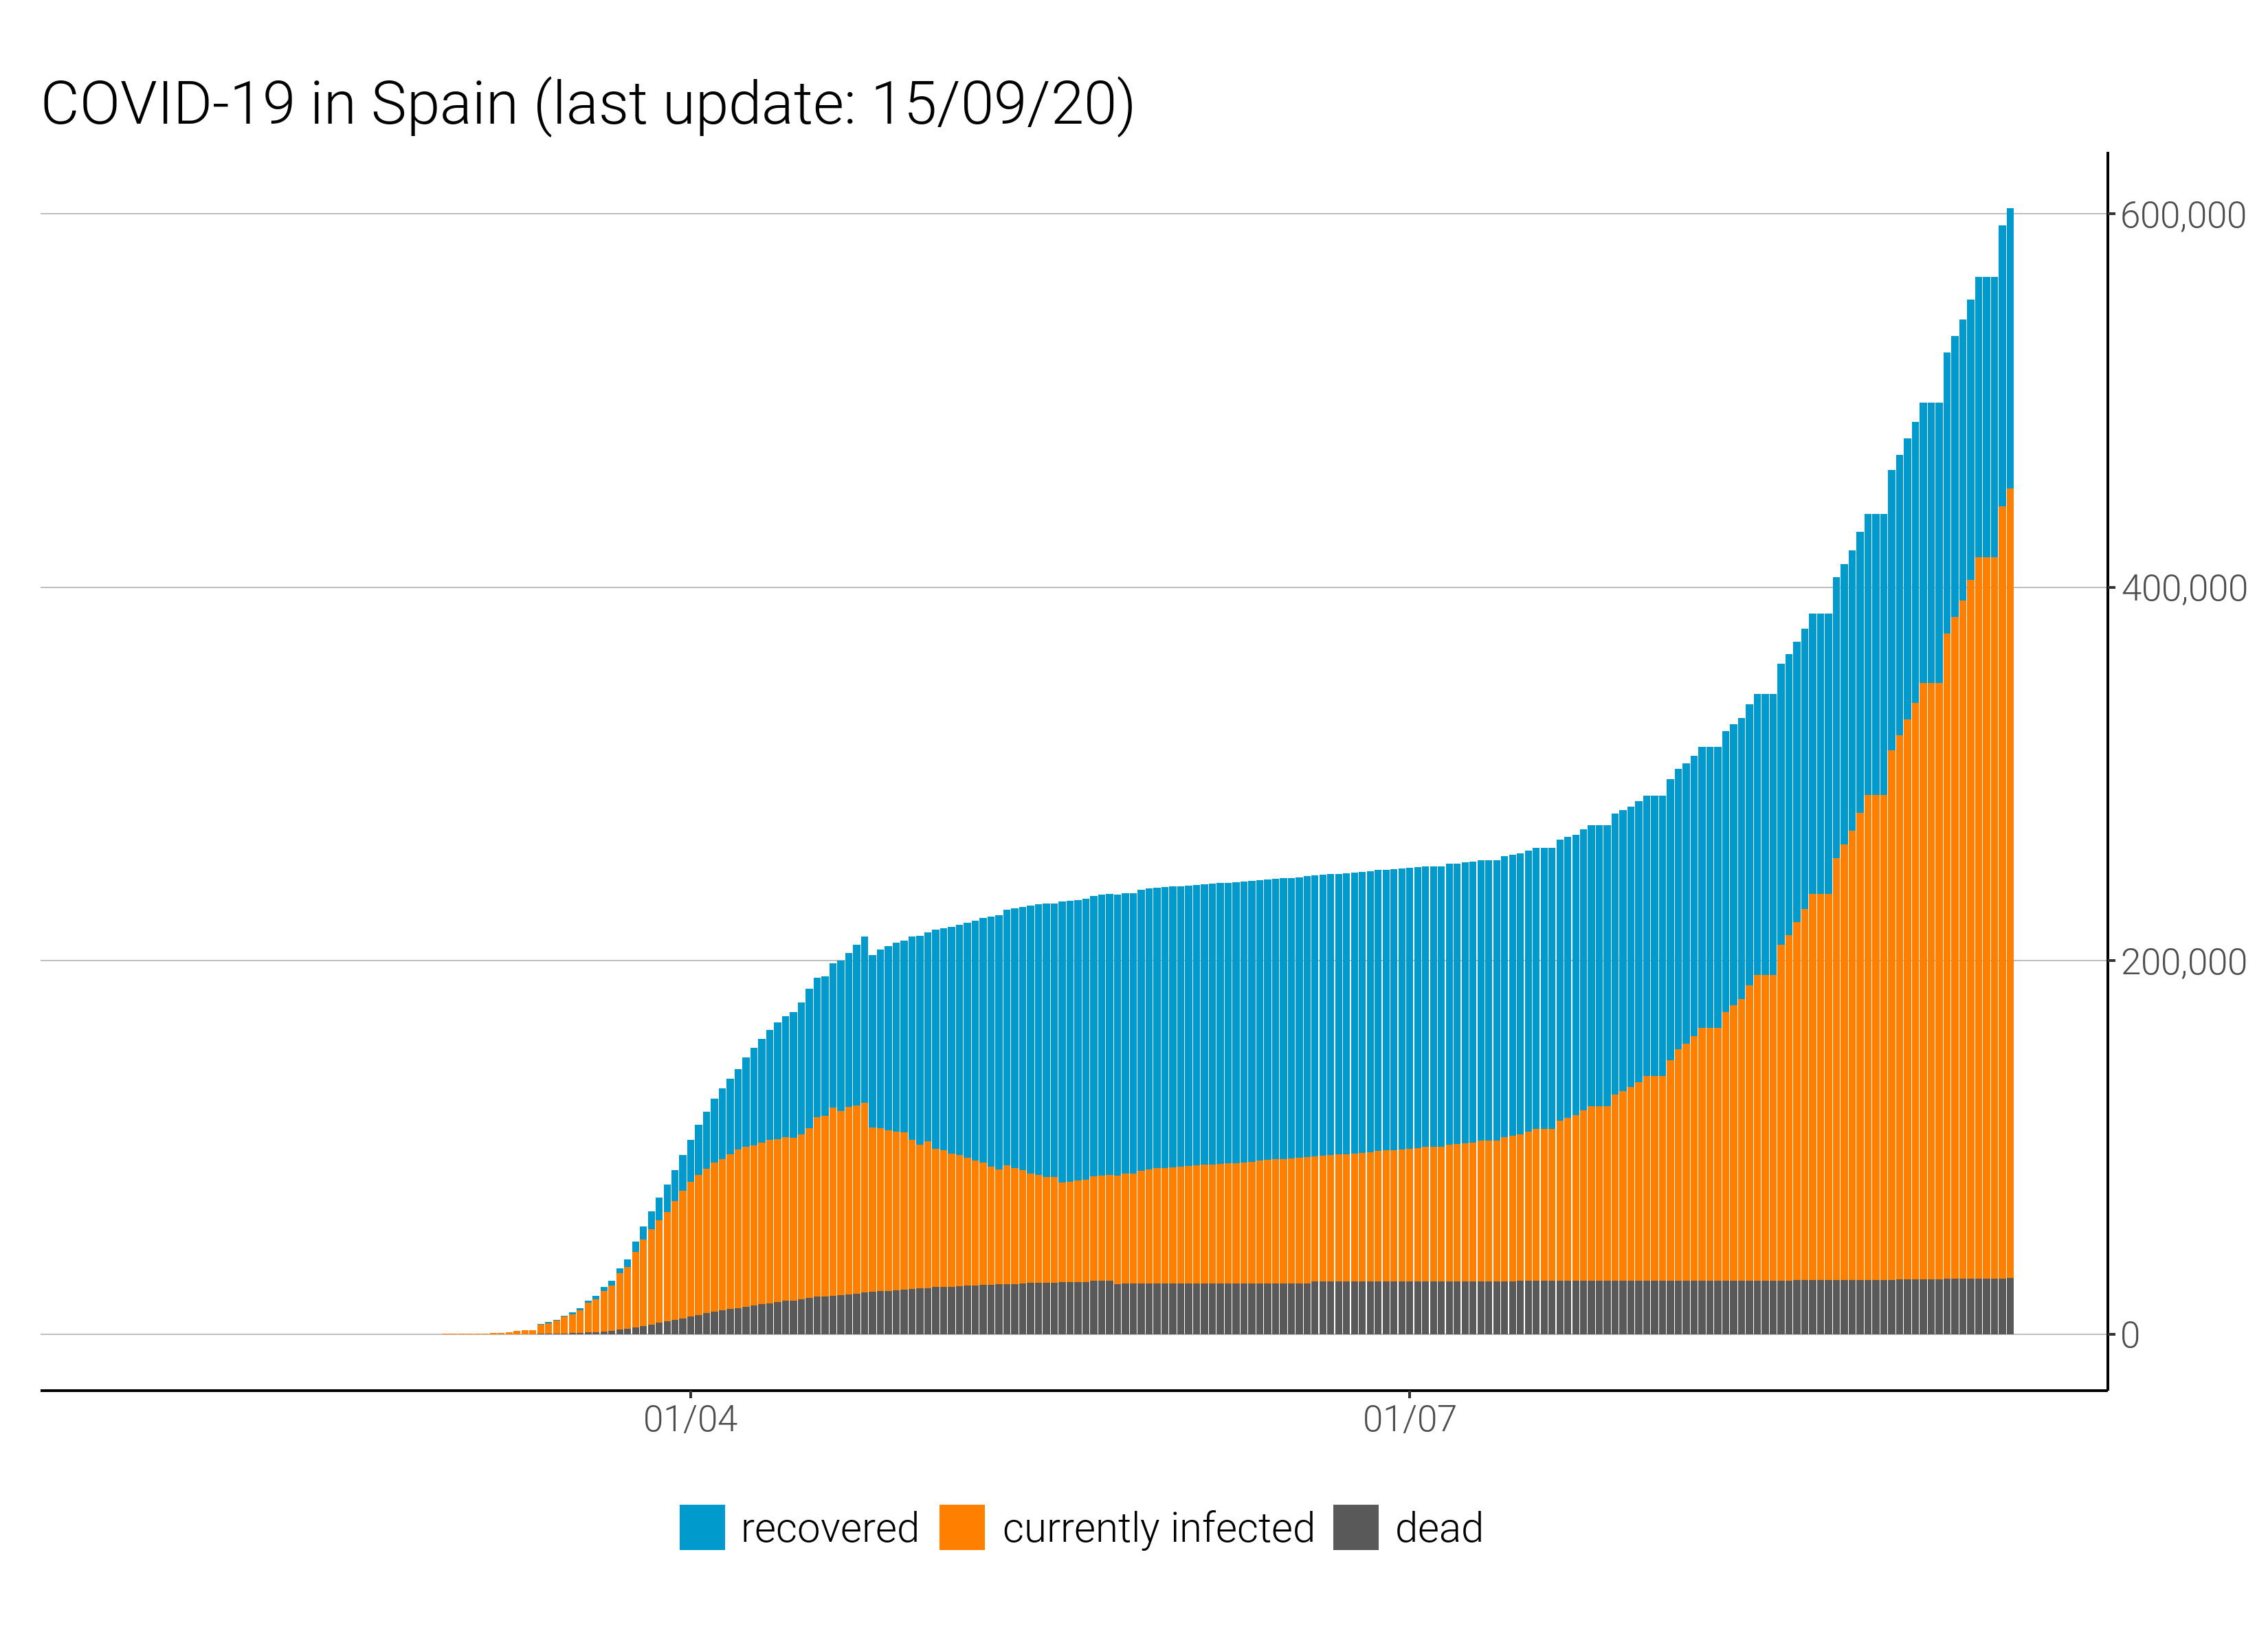 COVID-19 in Spain (last update: 15/09/20)
600,000
400,000
200,000
0
01/04 01/07
recovered currently infected dead